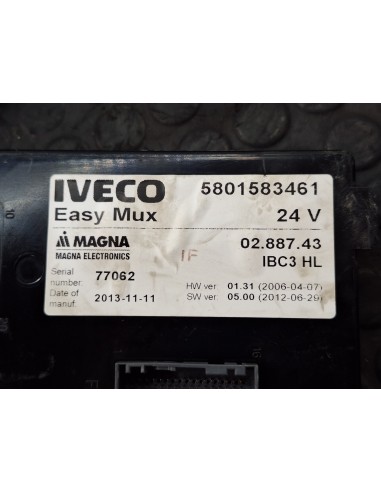 IVECO 5801583461
Easy Mux 24 V
MAGNA 02.887.43
MAGNA ELECTRONICS IBC3 HL
1F
Serial number: 77062 HW ver 01.31 (2006-04-07)
Date of manuf.: 2013-11-11 SW ver 05.00 (2012-06-29)